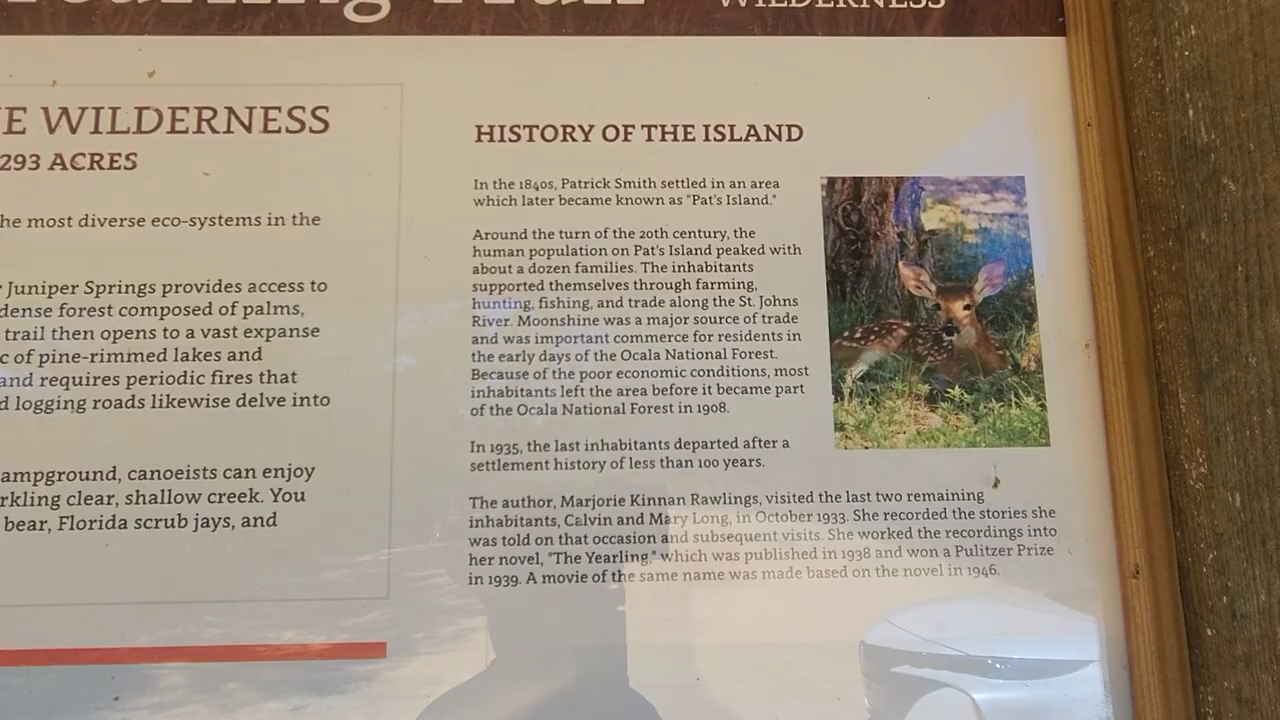 WILDERNESS
E WILDERNESS
293 ACRES
he most diverse eco-systems in the
Juniper Springs provides access to
dense forest composed of palms,
trail then opens to a vast expanse
c of pine-rimmed lakes and
and requires periodic fires that
d logging roads likewise delve into
ampground, canoeists can enjoy
rkling clear, shallow creek. You
bear, Florida scrub jays, and
HISTORY OF THE ISLAND
In the 1840s, Patrick Smith settled in an area
which later became known as "Pat's Island."
Around the turn of the 20th century, the
human population on Pat's Island peaked with
about a dozen families. The inhabitants
supported themselves through farming,
hunting, fishing, and trade along the St. Johns
River. Moonshine was a major source of trade
and was important commerce for residents in
the early days of the Ocala National Forest.
Because of the poor economic conditions, most
inhabitants left the area before it became part
of the Ocala National Forest in 1908.
In 1935, the last inhabitants departed after a
settlement history of less than 100 years.
The author, Marjorie Kinnan Rawlings, visited the last two remaining
inhabitants, Calvin and Mary Long, in October 1933. She recorded the stories she
was told on that occasion and subsequent visits. She worked the recordings into
her novel, "The Yearling," which was published in 1938 and won a Pulitzer Prize
in 1939. A movie of the same name was made based on the novel in 1946.